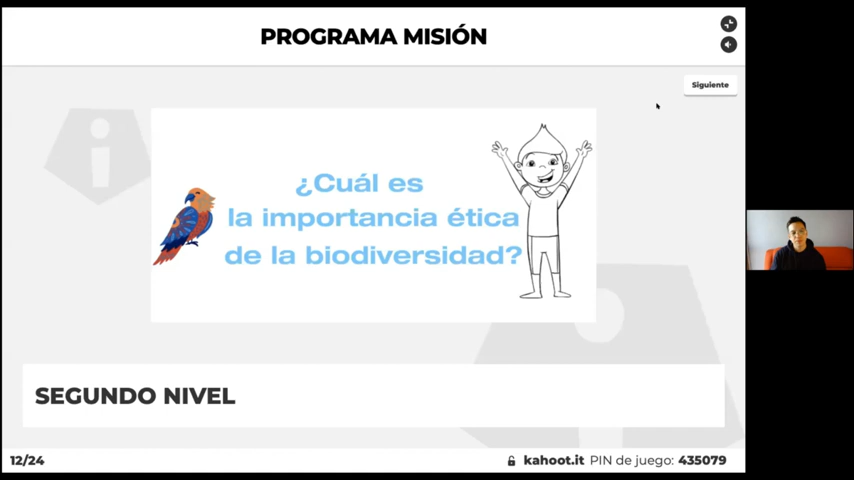 PROGRAMA MISIÓN
Siguiente
¿Cuál es
la importancia ética
de la biodiversidad?
SEGUNDO NIVEL
12/24
kahoot.it PIN de juego: 435079